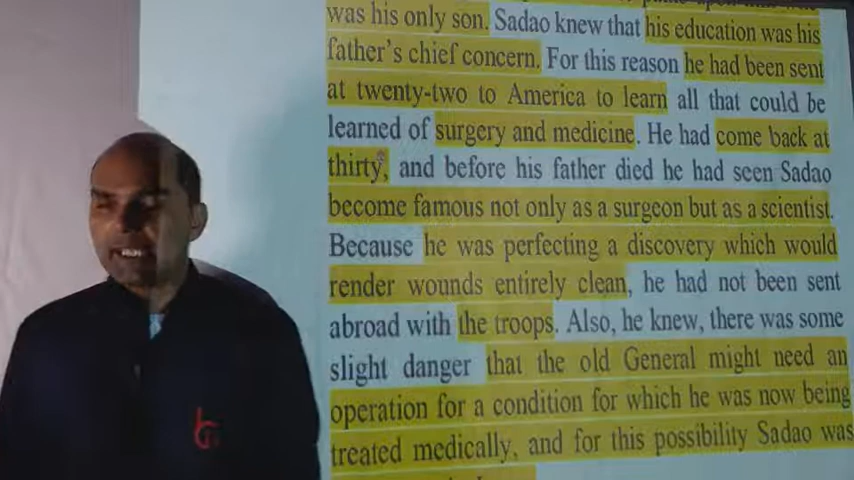 was his only son. Sadao knew that his education was his
father's chief concern. For this reason he had been sent
at twenty-two to America to learn all that could be
learned of surgery and medicine. He had come back at
thirty, and before his father died he had seen Sadao
become famous not only as a surgeon but as a scientist.
Because he was perfecting a discovery which would
render wounds entirely clean, he had not been sent
abroad with the troops. Also, he knew, there was some
slight danger that the old General might need an
operation for a condition for which he was now being
treated medically, and for this possibility Sadao was